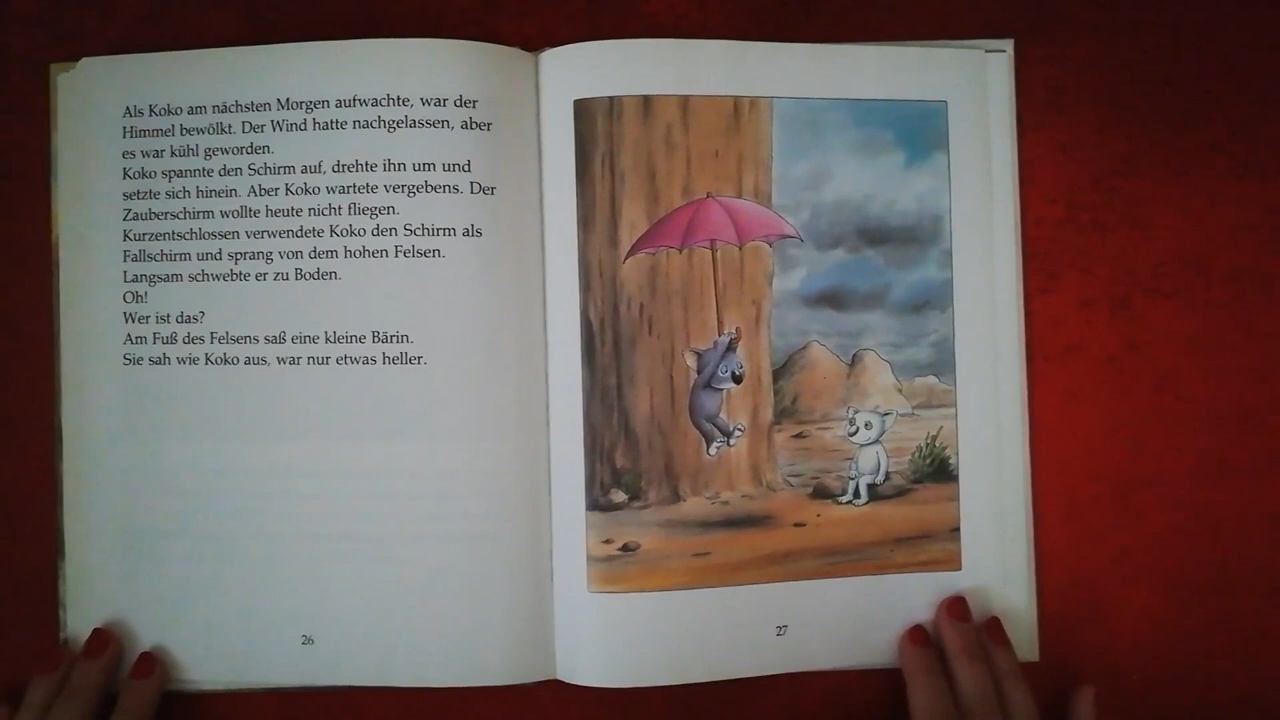 Als Koko am nächsten Morgen aufwachte, war der
Himmel bewölkt. Der Wind hatte nachgelassen, aber
es war kühl geworden.
Koko spannte den Schirm auf, drehte ihn um und
setzte sich hinein. Aber Koko wartete vergebens. Der
Zauberschirm wollte heute nicht fliegen.
Kurzentschlossen verwendete Koko den Schirm als
Fallschirm und sprang von dem hohen Felsen.
Langsam schwebte er zu Boden.
Oh!
Wer ist das?
Am Fuß des Felsens saß eine kleine Bärin.
Sie sah wie Koko aus, war nur etwas heller.
26
27